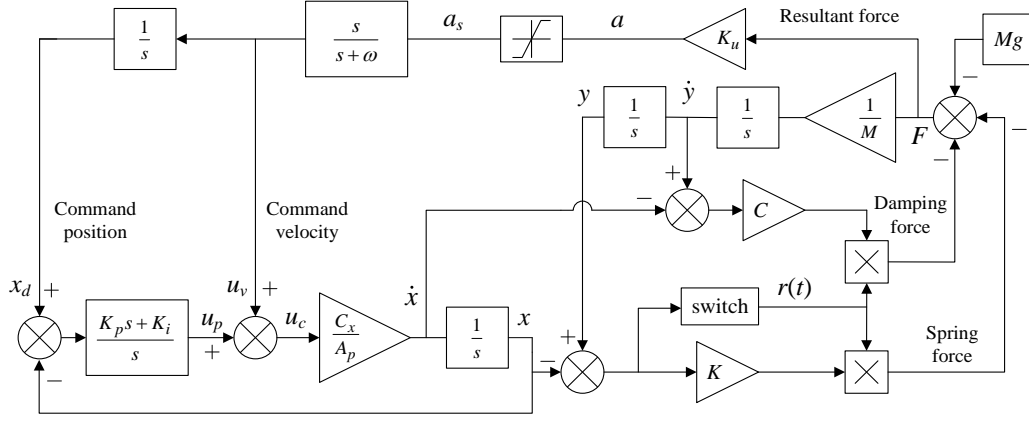 1/s
s/(s + ω)
a_s
a
K_u
Resultant force
Mg
−
y
1/s
ẏ
1/s
1/M
F
−
−
+
−
C
Damping
force
×
Command
position
Command
velocity
x_d
+
u_v
+
ẋ
switch
r(t)
(K_p s + K_i)/s
u_p
+
u_c
C_x/A_p
1/s
x
+
−
K
×
Spring
force
−